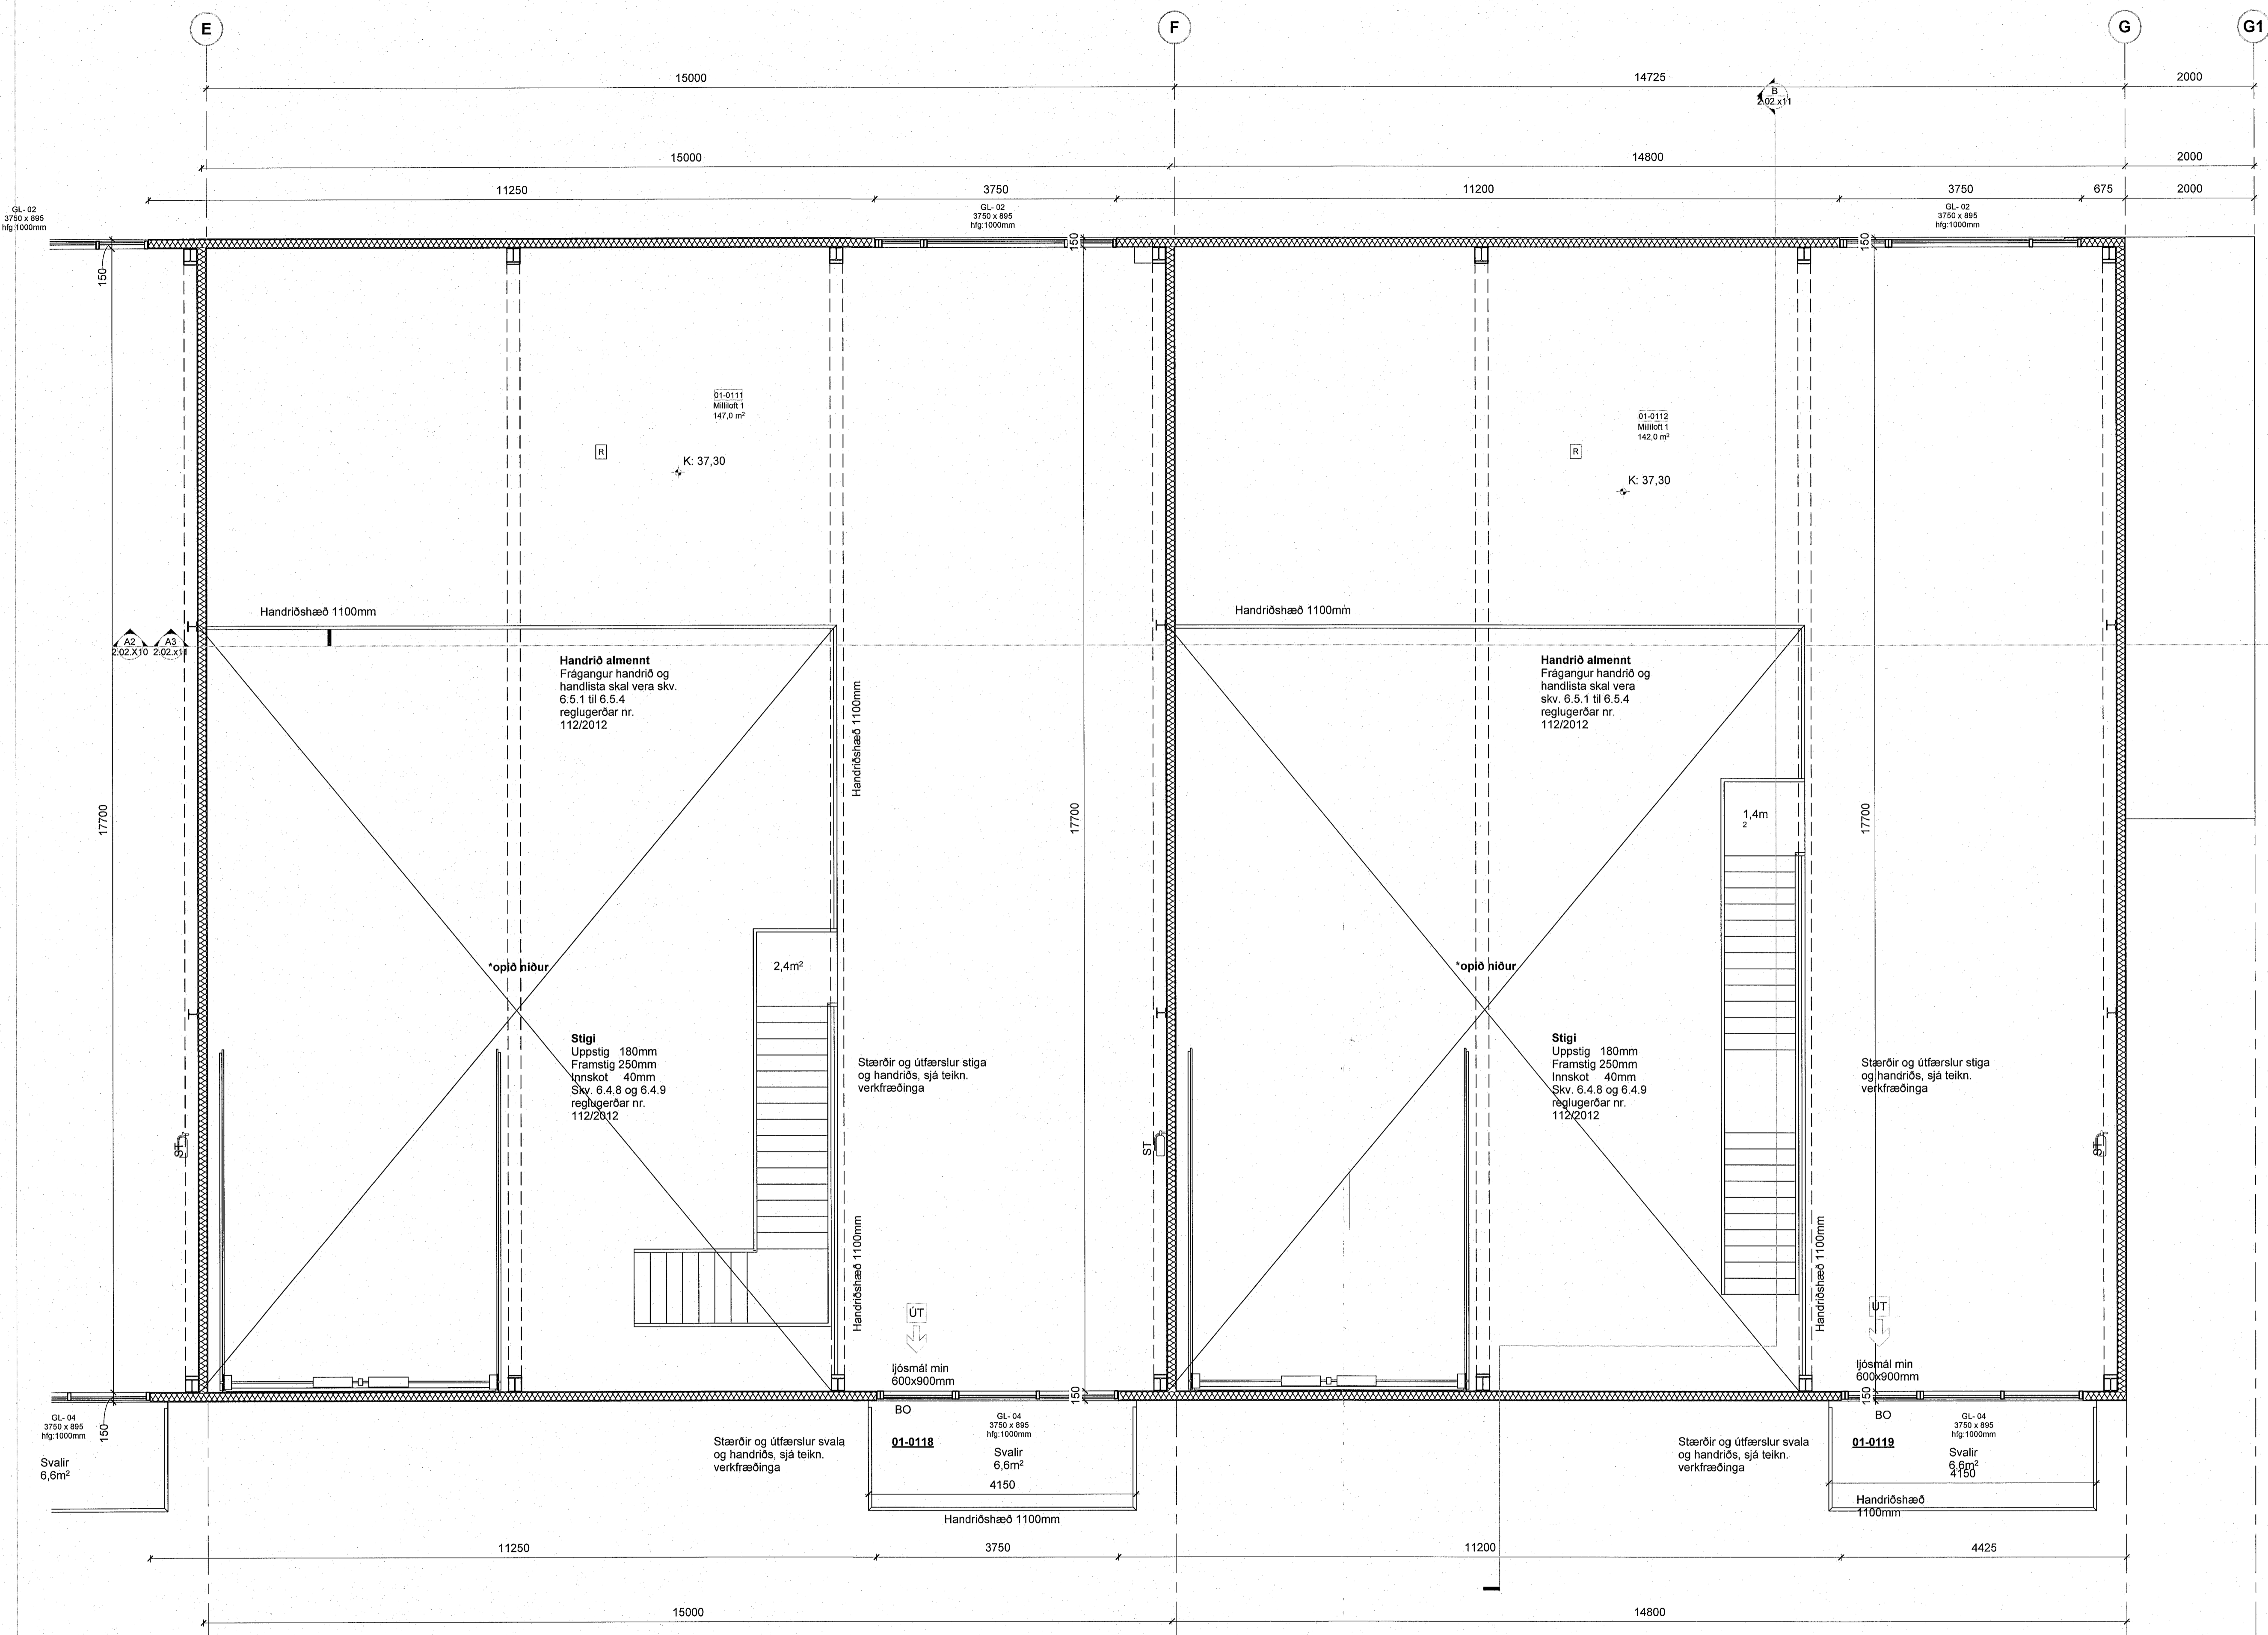 E
F
G
G1
15000
14725
2000
B
2.02.x11
15000
14800
2000
11250
3750
11200
3750
675
2000
GL- 02
3750 x 895
hfg:1000mm
GL- 02
3750 x 895
hfg:1000mm
GL- 02
3750 x 895
hfg:1000mm
150
150
150
01-0111
Milliloft 1
147,0 m²
R
K: 37,30
01-0112
Milliloft 1
142,0 m²
R
K: 37,30
Handriðshæð 1100mm
Handriðshæð 1100mm
A2
2.02.X10
A3
2.02.x11
Handrið almennt
Frágangur handrið og
handlista skal vera skv.
6.5.1 til 6.5.4
reglugerðar nr.
112/2012
Handriðshæð 1100mm
Handrið almennt
Frágangur handrið og
handlista skal vera
skv. 6.5.1 til 6.5.4
reglugerðar nr.
112/2012
17700
17700
17700
1,4m
2
2,4m²
*opið niður
*opið niður
Stigi
Uppstig 180mm
Framstig 250mm
Innskot 40mm
Skv. 6.4.8 og 6.4.9
reglugerðar nr.
112/2012
Stærðir og útfærslur stiga
og handriðs, sjá teikn.
verkfræðinga
Stigi
Uppstig 180mm
Framstig 250mm
Innskot 40mm
Skv. 6.4.8 og 6.4.9
reglugerðar nr.
112/2012
Stærðir og útfærslur stiga
og handriðs, sjá teikn.
verkfræðinga
ST
ST
ST
Handriðshæð 1100mm
Handriðshæð 1100mm
ÚT
ÚT
ljósmál min
600x900mm
ljósmál min
600x900mm
150
150
150
GL- 04
3750 x 895
hfg:1000mm
Svalir
6,6m²
Stærðir og útfærslur svala
og handriðs, sjá teikn.
verkfræðinga
BO
01-0118
GL- 04
3750 x 895
hfg:1000mm
Svalir
6,6m²
4150
Handriðshæð 1100mm
Stærðir og útfærslur svala
og handriðs, sjá teikn.
verkfræðinga
BO
01-0119
GL- 04
3750 x 895
hfg:1000mm
Svalir
6,6m²
4150
Handriðshæð
1100mm
11250
3750
11200
4425
15000
14800